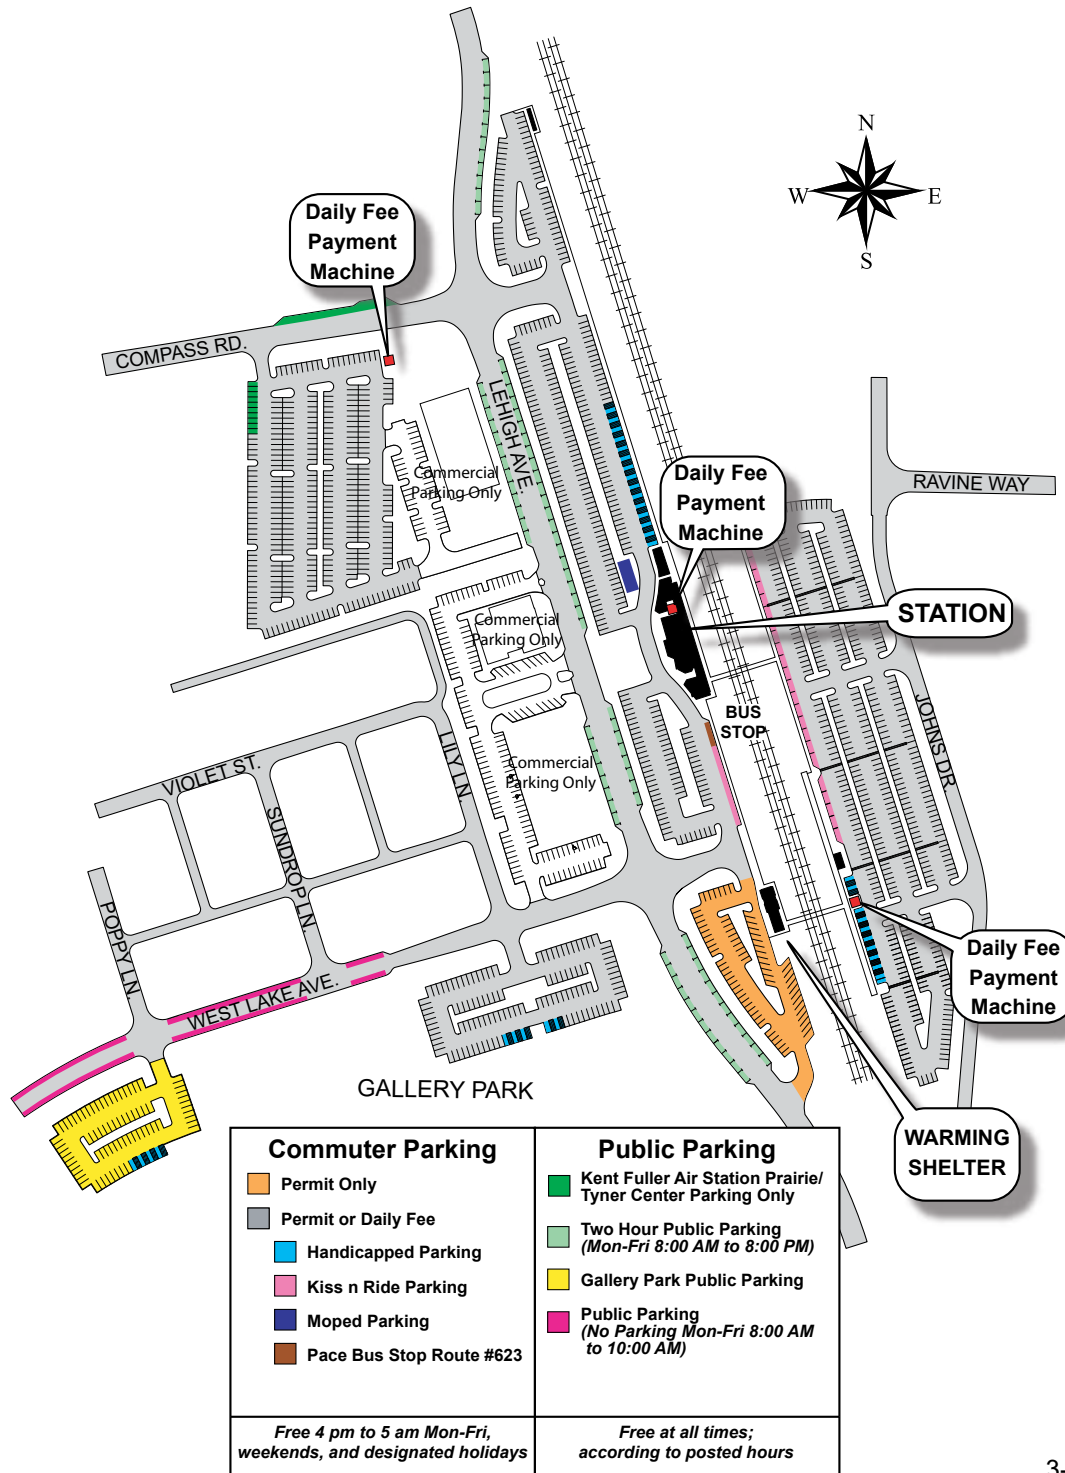 N
W
E
S
Daily Fee
Payment
Machine
COMPASS RD.
LEHIGH AVE.
Commercial
Parking Only
Daily Fee
Payment
Machine
RAVINE WAY
STATION
Commercial
Parking Only
JOHNS DR
BUS
STOP
LILY LN.
VIOLET ST.
Commercial
Parking Only
SUNDROP LN.
POPPY LN.
WEST LAKE AVE.
Daily Fee
Payment
Machine
GALLERY PARK
WARMING
SHELTER
Commuter Parking
Permit Only
Permit or Daily Fee
Handicapped Parking
Kiss n Ride Parking
Moped Parking
Pace Bus Stop Route #623
Free 4 pm to 5 am Mon-Fri,
weekends, and designated holidays
Public Parking
Kent Fuller Air Station Prairie/
Tyner Center Parking Only
Two Hour Public Parking
(Mon-Fri 8:00 AM to 8:00 PM)
Gallery Park Public Parking
Public Parking
(No Parking Mon-Fri 8:00 AM
to 10:00 AM)
Free at all times;
according to posted hours
3-